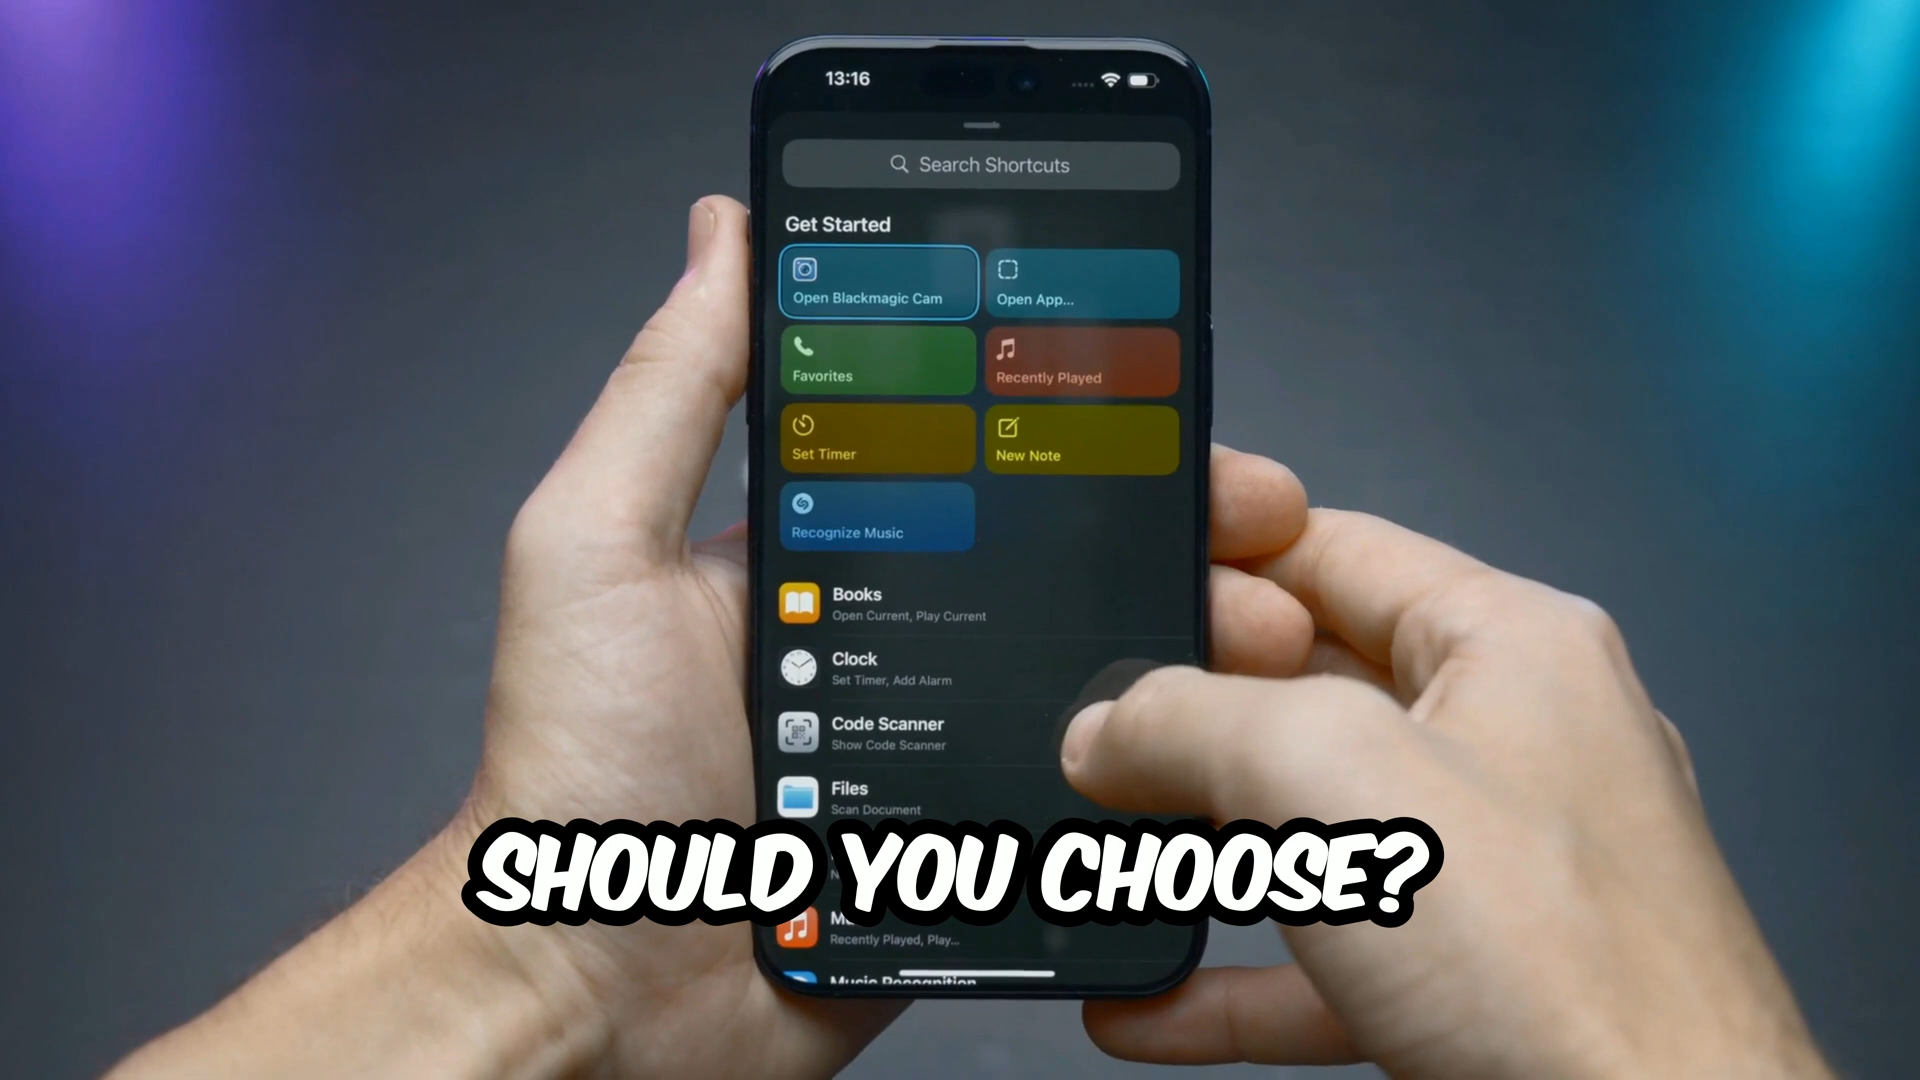 13:16
Search Shortcuts
Get Started
Open Blackmagic Cam
Open App...
Favorites
Recently Played
Set Timer
New Note
Recognize Music
Books
Open Current, Play Current
Clock
Set Timer, Add Alarm
Code Scanner
Show Code Scanner
Files
Scan Document
SHOULD YOU CHOOSE?
Recently Played, Play...
Music Recognition